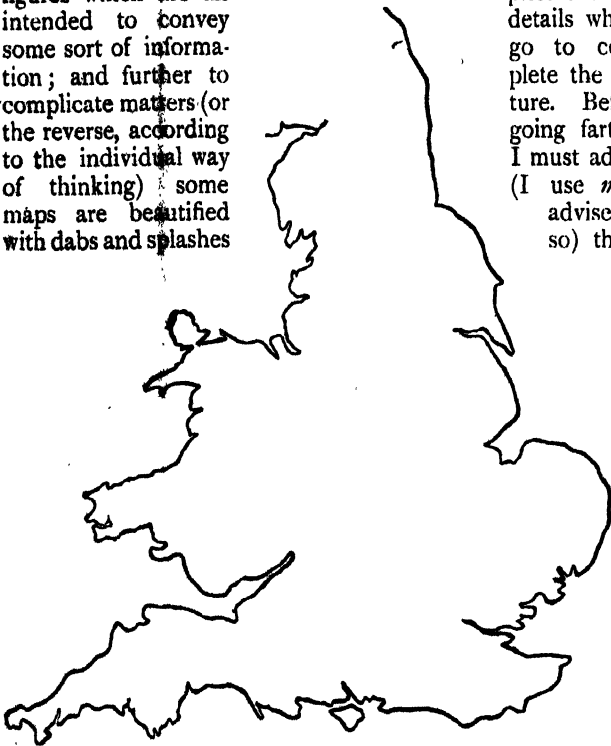 intended to convey
some sort of informa-
tion; and further to
complicate matters (or
the reverse, according
to the individual way
of thinking) some
maps are beautified
with dabs and splashes
details wh
go to co
plete the
ture. Be
going fart
I must ad
(I use m
advise
so) th